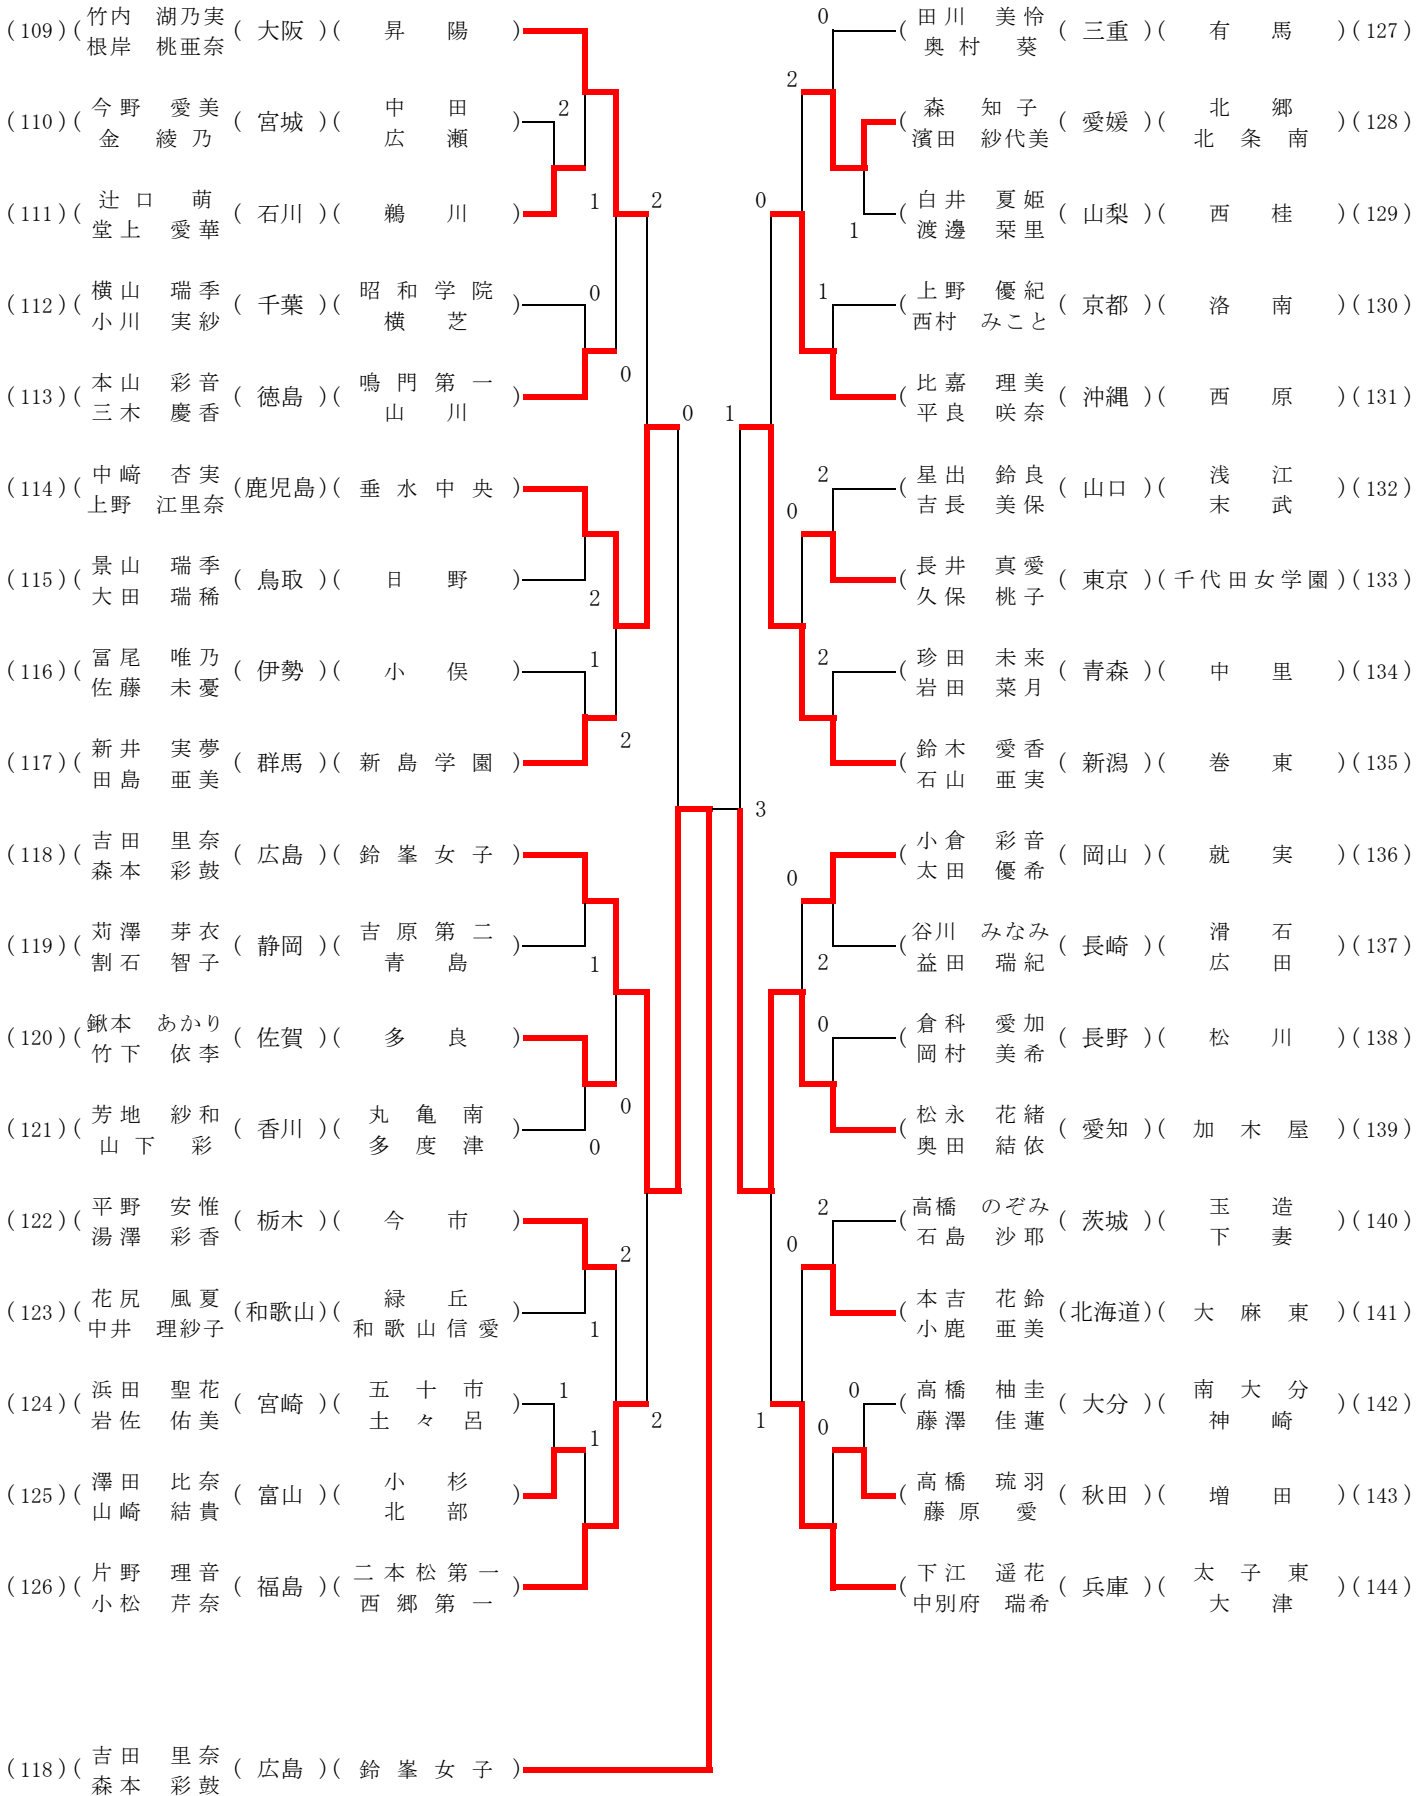 (109) ( 竹内 湖乃実 根岸 桃亜奈 ( 大阪 ) ( 昇陽 )
(110) ( 今野 愛美 金 綾乃 ( 宮城 ) ( 中田 広瀬 )
2
(111) ( 辻口 萌 堂上 愛華 ( 石川 ) ( 鵜川 )
1
2
(112) ( 横山 瑞季 小川 実紗 ( 千葉 ) ( 昭和学院 横芝 )
0
(113) ( 本山 彩音 三木 慶香 ( 徳島 ) ( 鳴門第一 山川 )
0
0
(114) ( 中﨑 杏実 上野 江里奈 ( 鹿児島 ) ( 垂水中央 )
(115) ( 景山 瑞季 大田 瑞稀 ( 鳥取 ) ( 日野 )
2
(116) ( 冨尾 唯乃 佐藤 未憂 ( 伊勢 ) ( 小俣 )
1
(117) ( 新井 実夢 田島 亜美 ( 群馬 ) ( 新島学園 )
2
(118) ( 吉田 里奈 森本 彩鼓 ( 広島 ) ( 鈴峯女子 )
(119) ( 苅澤 芽衣 割石 智子 ( 静岡 ) ( 吉原第二 青島 )
1
(120) ( 鍬本 あかり 竹下 依李 ( 佐賀 ) ( 多良 )
(121) ( 芳地 紗和 山下 彩 ( 香川 ) ( 丸亀南 多度津 )
0
0
(122) ( 平野 安惟 湯澤 彩香 ( 栃木 ) ( 今市 )
2
(123) ( 花尻 風夏 中井 理紗子 ( 和歌山 ) ( 緑丘 和歌山信愛 )
1
(124) ( 浜田 聖花 岩佐 佑美 ( 宮崎 ) ( 五十市 土々呂 )
1
1
2
(125) ( 澤田 比奈 山崎 結貴 ( 富山 ) ( 小杉 北部 )
(126) ( 片野 理音 小松 芹奈 ( 福島 ) ( 二本松第一 西郷第一 )
0
( 田川 美怜 奥村 葵 ( 三重 ) ( 有馬 ) (127)
2
( 森 知子 濱田 紗代美 ( 愛媛 ) ( 北郷 北条南 ) (128)
0
1
( 白井 夏姫 渡邊 栞里 ( 山梨 ) ( 西桂 ) (129)
1
( 上野 優紀 西村 みこと ( 京都 ) ( 洛南 ) (130)
( 比嘉 理美 平良 咲奈 ( 沖縄 ) ( 西原 ) (131)
1
2
( 星出 鈴良 吉長 美保 ( 山口 ) ( 浅江 末武 ) (132)
0
( 長井 真愛 久保 桃子 ( 東京 ) ( 千代田女学園 ) (133)
2
( 珍田 未来 岩田 菜月 ( 青森 ) ( 中里 ) (134)
( 鈴木 愛香 石山 亜実 ( 新潟 ) ( 巻東 ) (135)
3
( 小倉 彩音 太田 優希 ( 岡山 ) ( 就実 ) (136)
0
( 谷川 みなみ 益田 瑞紀 ( 長崎 ) ( 滑石 広田 ) (137)
2
0
( 倉科 愛加 岡村 美希 ( 長野 ) ( 松川 ) (138)
( 松永 花緒 奥田 結依 ( 愛知 ) ( 加木屋 ) (139)
2
( 高橋 のぞみ 石島 沙耶 ( 茨城 ) ( 玉造 下妻 ) (140)
0
( 本吉 花鈴 小鹿 亜美 ( 北海道 ) ( 大麻東 ) (141)
0
( 高橋 柚圭 藤澤 佳蓮 ( 大分 ) ( 南大分 神崎 ) (142)
1
0
( 高橋 琉羽 藤原 愛 ( 秋田 ) ( 増田 ) (143)
( 下江 遥花 中別府 瑞希 ( 兵庫 ) ( 太子東 大津 ) (144)
(118) ( 吉田 里奈 森本 彩鼓 ( 広島 ) ( 鈴峯女子 )